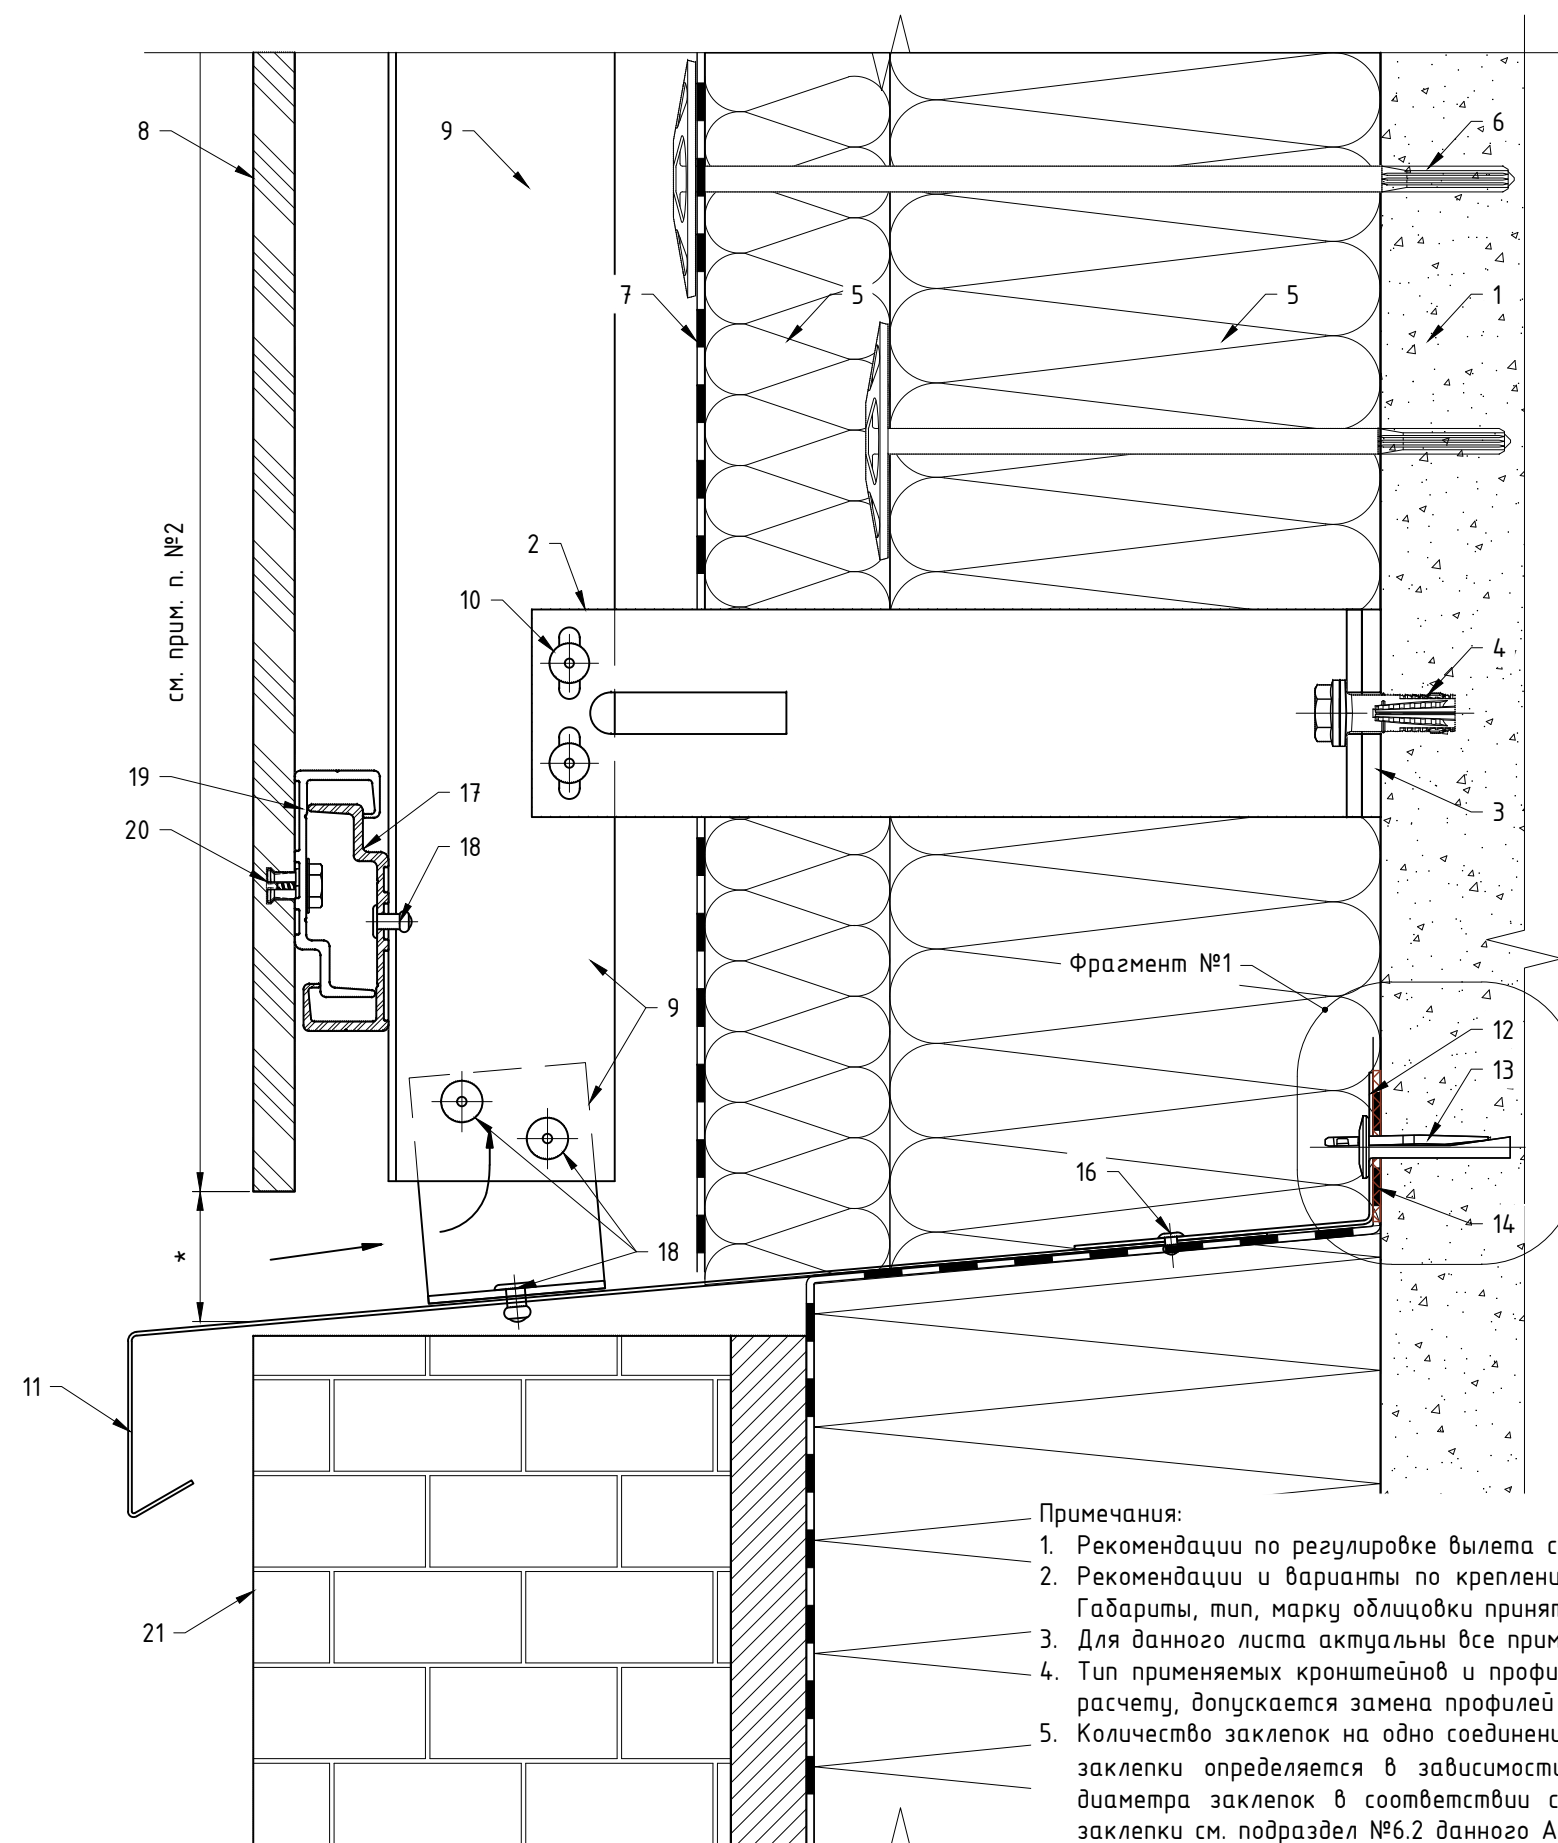 8
9
6
7
5
5
1
см. прим. п. №2
2
10
4
19
17
20
18
3
Фрагмент №1
9
12
13
16
14
18
*
11
21
Примечания:
1. Рекомендации по регулировке вылета с
2. Рекомендации и варианты по креплени
Габариты, тип, марку облицовки принят
3. Для данного листа актуальны все прим
4. Тип применяемых кронштейнов и профи
расчету, допускается замена профилей
5. Количество заклепок на одно соединени
заклепки определяется в зависимости
диаметра заклепок в соответствии с
заклепки см. подраздел №6.2 данного А